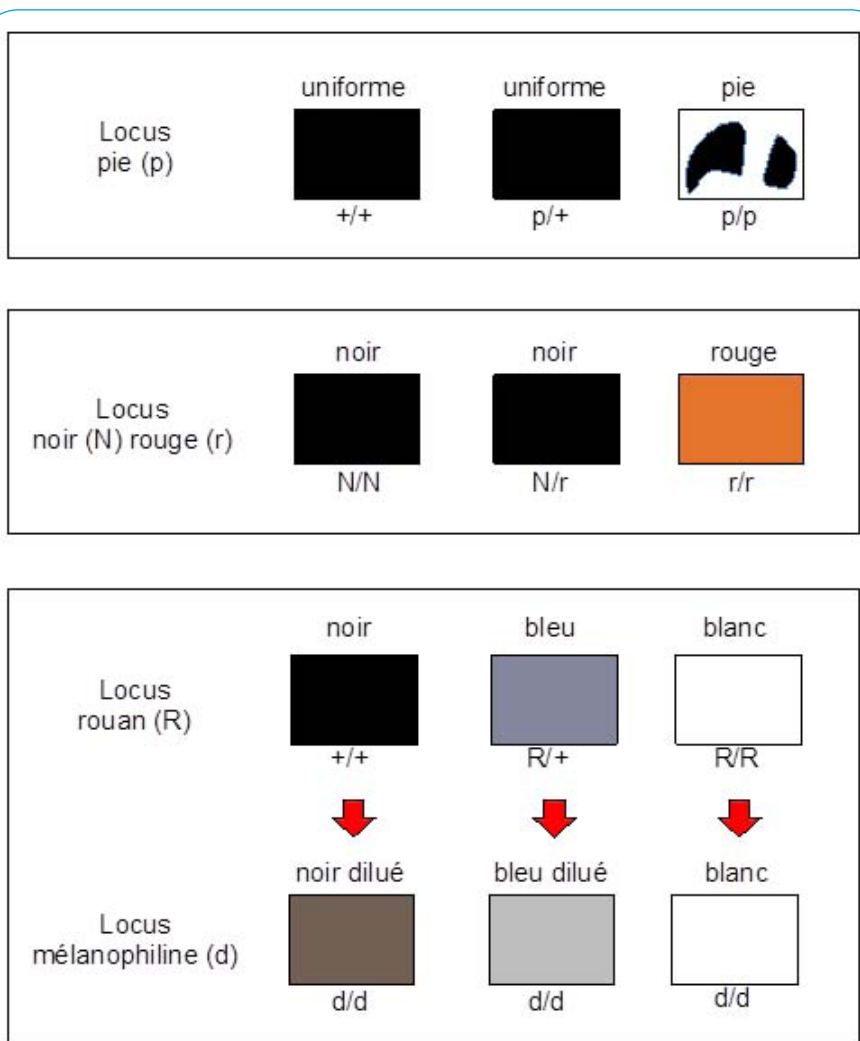 uniforme uniforme pie
Locus
pie (p)
+/+ p/+ p/p
noir noir rouge
Locus
noir (N) rouge (r)
N/N N/r r/r
noir bleu blanc
Locus
rouan (R)
+/+ R/+ R/R
noir dilué bleu dilué blanc
Locus
mélanophiline (d)
d/d d/d d/d